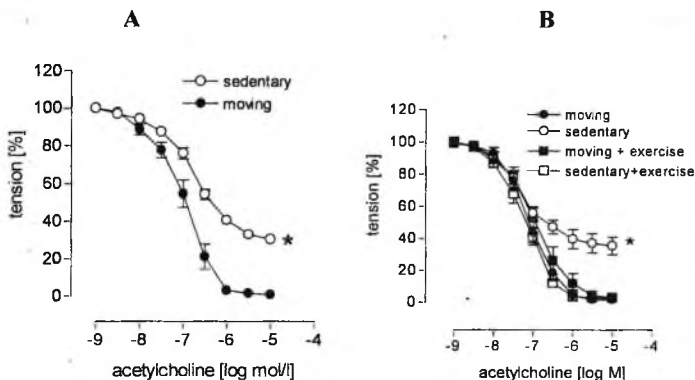 A
120
100
80
60
40
20
0
tension [%]
sedentary
moving
*
-9 -8 -7 -6 -5 -4
acetylcholine [log mol/l]
B
120
100
80
60
40
20
0
tension [%]
moving
sedentary
moving + exercise
sedentary+exercise
*
-9 -8 -7 -6 -5 -4
acetylcholine [log M]